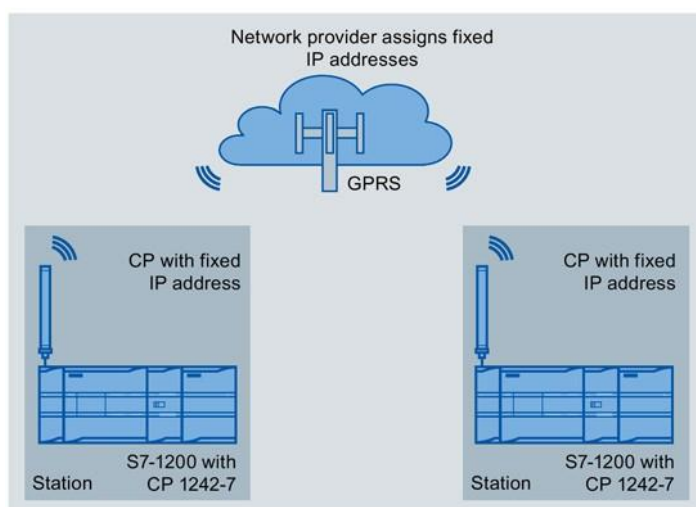 Network provider assigns fixed
IP addresses
GPRS
CP with fixed
IP address
S7-1200 with
Station CP 1242-7
CP with fixed
IP address
S7-1200 with
Station CP 1242-7